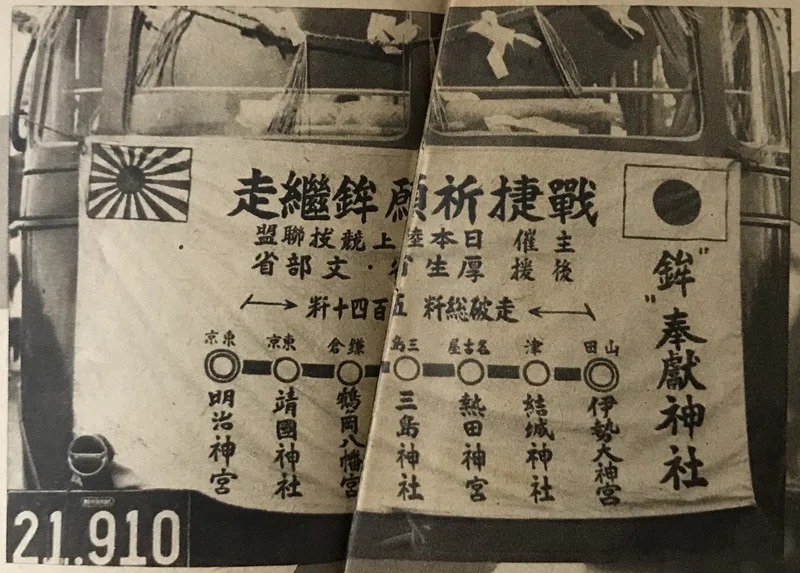 戰捷祈願鉾繼走
主催 日本陸上競技聯盟
後援 厚生省・文部省
走破総粁 五百四十粁
"鉾"奉獻神社
山田 津 名古屋 三島 鎌倉 東京 東京
伊勢大神宮
結城神社
熱田神宮
三島神社
鶴岡八幡宮
靖國神社
明治神宮
21.910